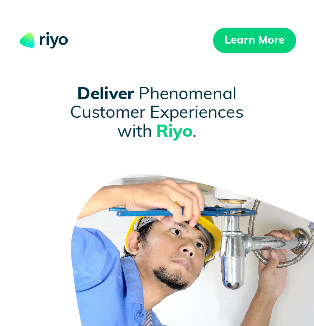 riyo
Learn More
Deliver Phenomenal
Customer Experiences
with Riyo.